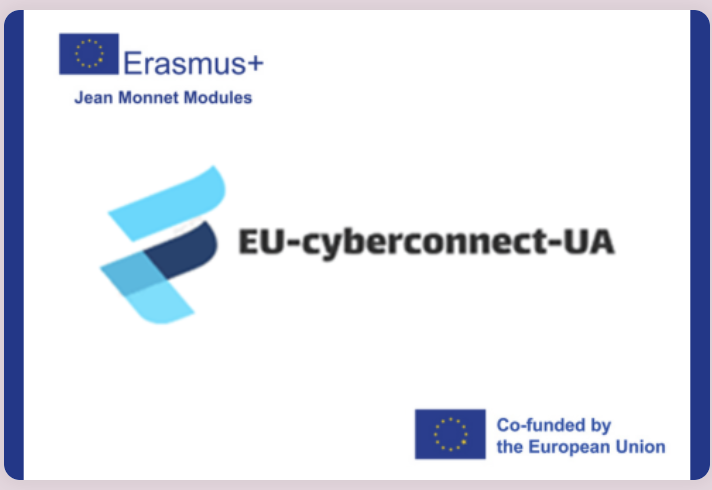 Erasmus+
Jean Monnet Modules
EU-cyberconnect-UA
Co-funded by
the European Union